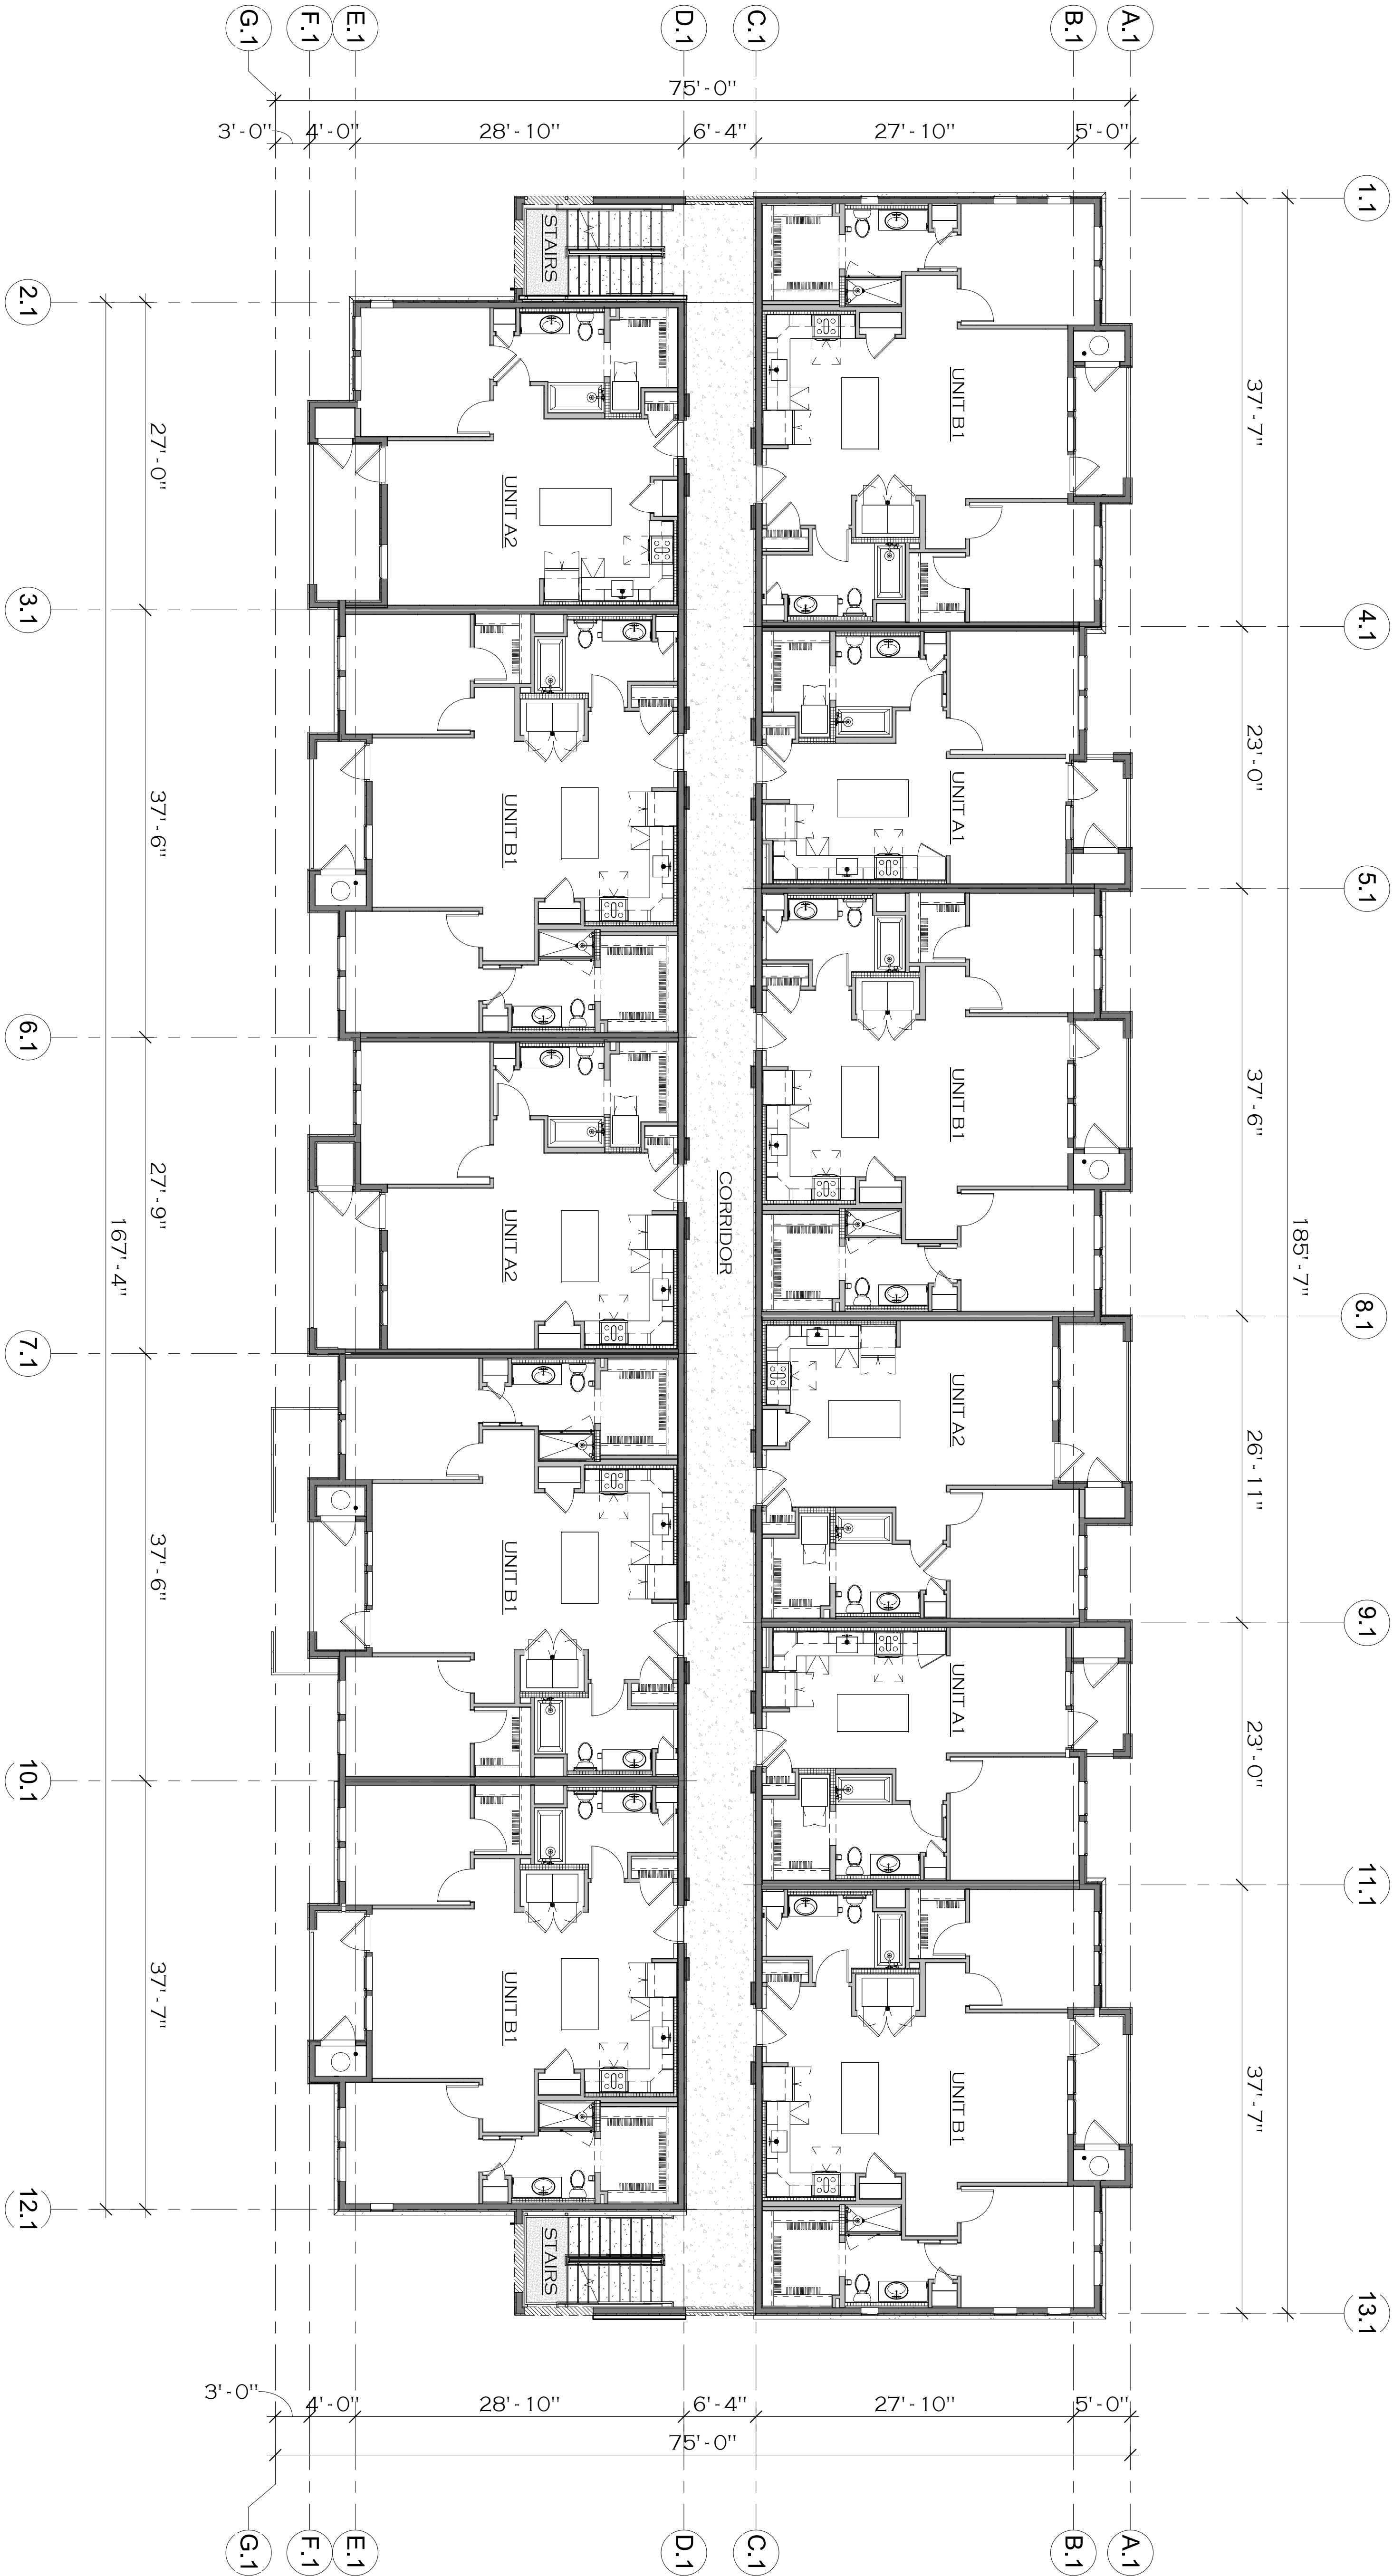 A.1
B.1
C.1
D.1
E.1
F.1
G.1
75'-0"
5'-0"
27'-10"
6'-4"
28'-10"
4'-0"
3'-0"
1.1
4.1
5.1
8.1
9.1
11.1
13.1
185'-7"
37'-7"
23'-0"
37'-6"
26'-11"
23'-0"
37'-7"
UNIT B1
UNIT A1
UNIT B1
UNIT A2
UNIT A1
UNIT B1
CORRIDOR
STAIRS
STAIRS
UNIT A2
UNIT B1
UNIT A2
UNIT B1
UNIT B1
27'-0"
37'-6"
27'-9"
37'-6"
37'-7"
167'-4"
2.1
3.1
6.1
7.1
10.1
12.1
5'-0"
27'-10"
6'-4"
28'-10"
4'-0"
3'-0"
75'-0"
A.1
B.1
C.1
D.1
E.1
F.1
G.1